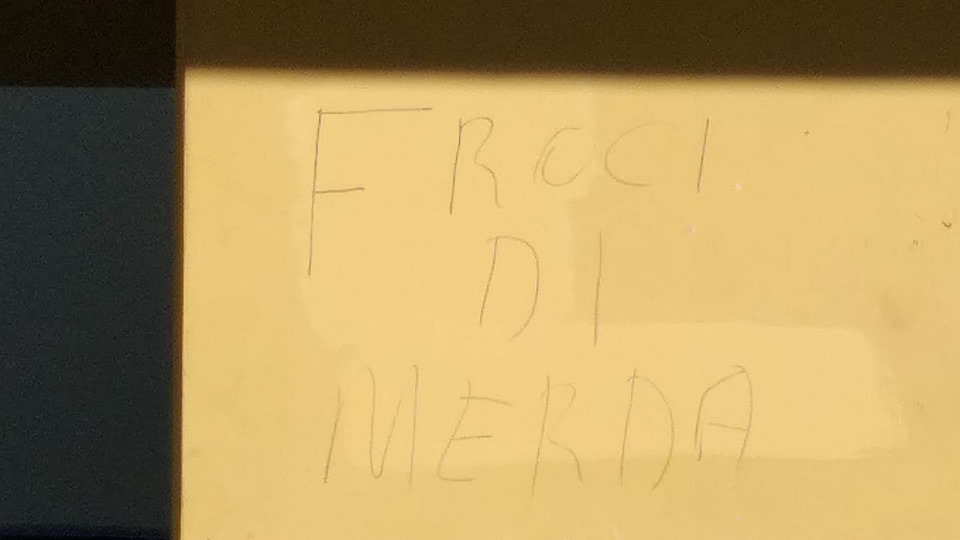 FROCI
DI
MERDA